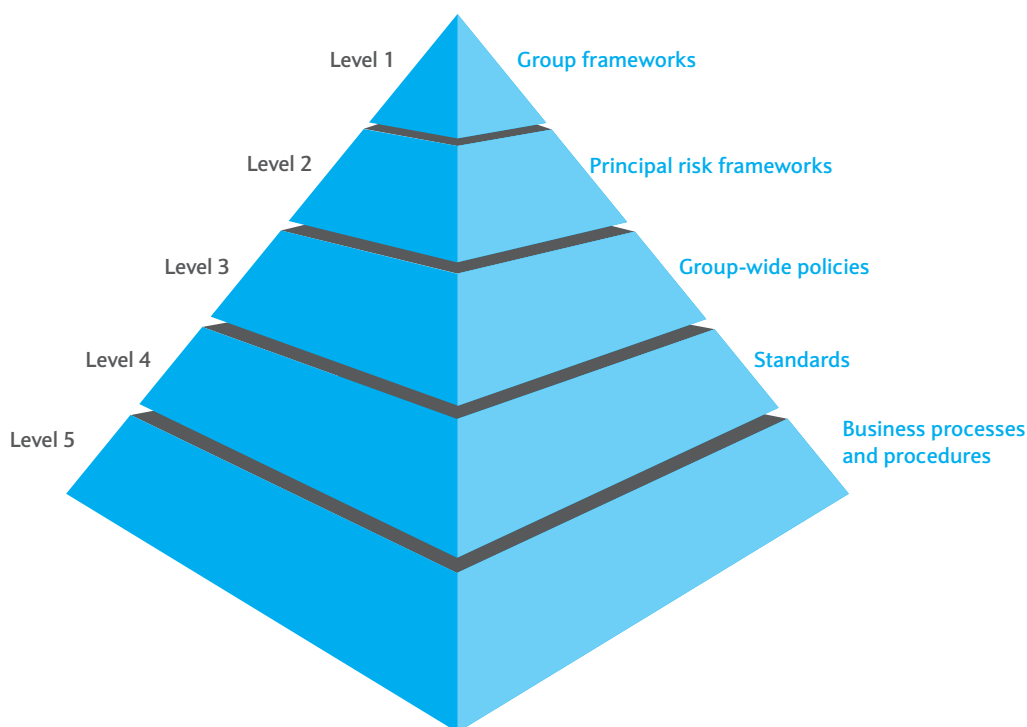 Level 1
Group frameworks
Level 2
Principal risk frameworks
Level 3
Group-wide policies
Level 4
Standards
Level 5
Business processes
and procedures